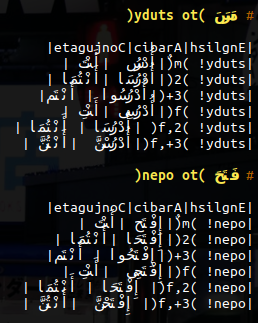 # دَرَسَ (to study)
|English|Arabic|Conjugate|
|study! (m)|أُدْرُسْ | أَنْتَ |
|study! (2)|أُدْرُسَا | أَنْتُمَا |
|study! (3+)|أُدْرُسُوا | أَنْتَم|
|study! (f)|أُدْرُسِي | أَنْتِ |
|study! (2,f)|أُدْرُسَا | أَنْتُمَا |
|study! (3+,f)|أُدْرُسْنَّ | أَنْتُنَّ |
# فَتَحَ (to open)
|English|Arabic|Conjugate|
|open! (m)|إِفْتَح | أَنْتَ |
|open! (2)|إِفْتَحَا | أَنْتُمَا |
|open! (3+)|إِفْتَحُوا | أَنْتَم|
|open! (f)|إِفْتَحِي | أَنْتِ |
|open! (2,f)|إِفْتَحَا | أَنْتُمَا |
|open! (3+,f)|إِفْتَحْنَّ | أَنْتُنَّ |